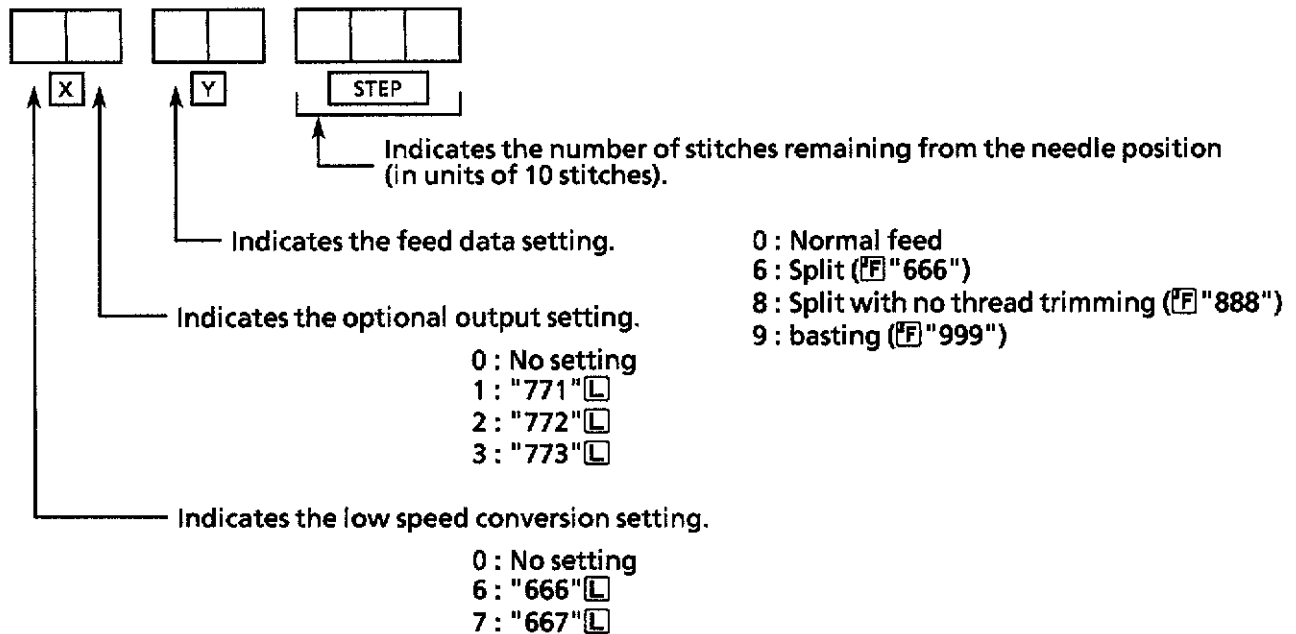 X Y STEP
Indicates the number of stitches remaining from the needle position
(in units of 10 stitches).
Indicates the feed data setting.
0 : Normal feed
6 : Split (F "666")
8 : Split with no thread trimming (F "888")
9 : basting (F "999")
Indicates the optional output setting.
0 : No setting
1 : "771" L
2 : "772" L
3 : "773" L
Indicates the low speed conversion setting.
0 : No setting
6 : "666" L
7 : "667" L